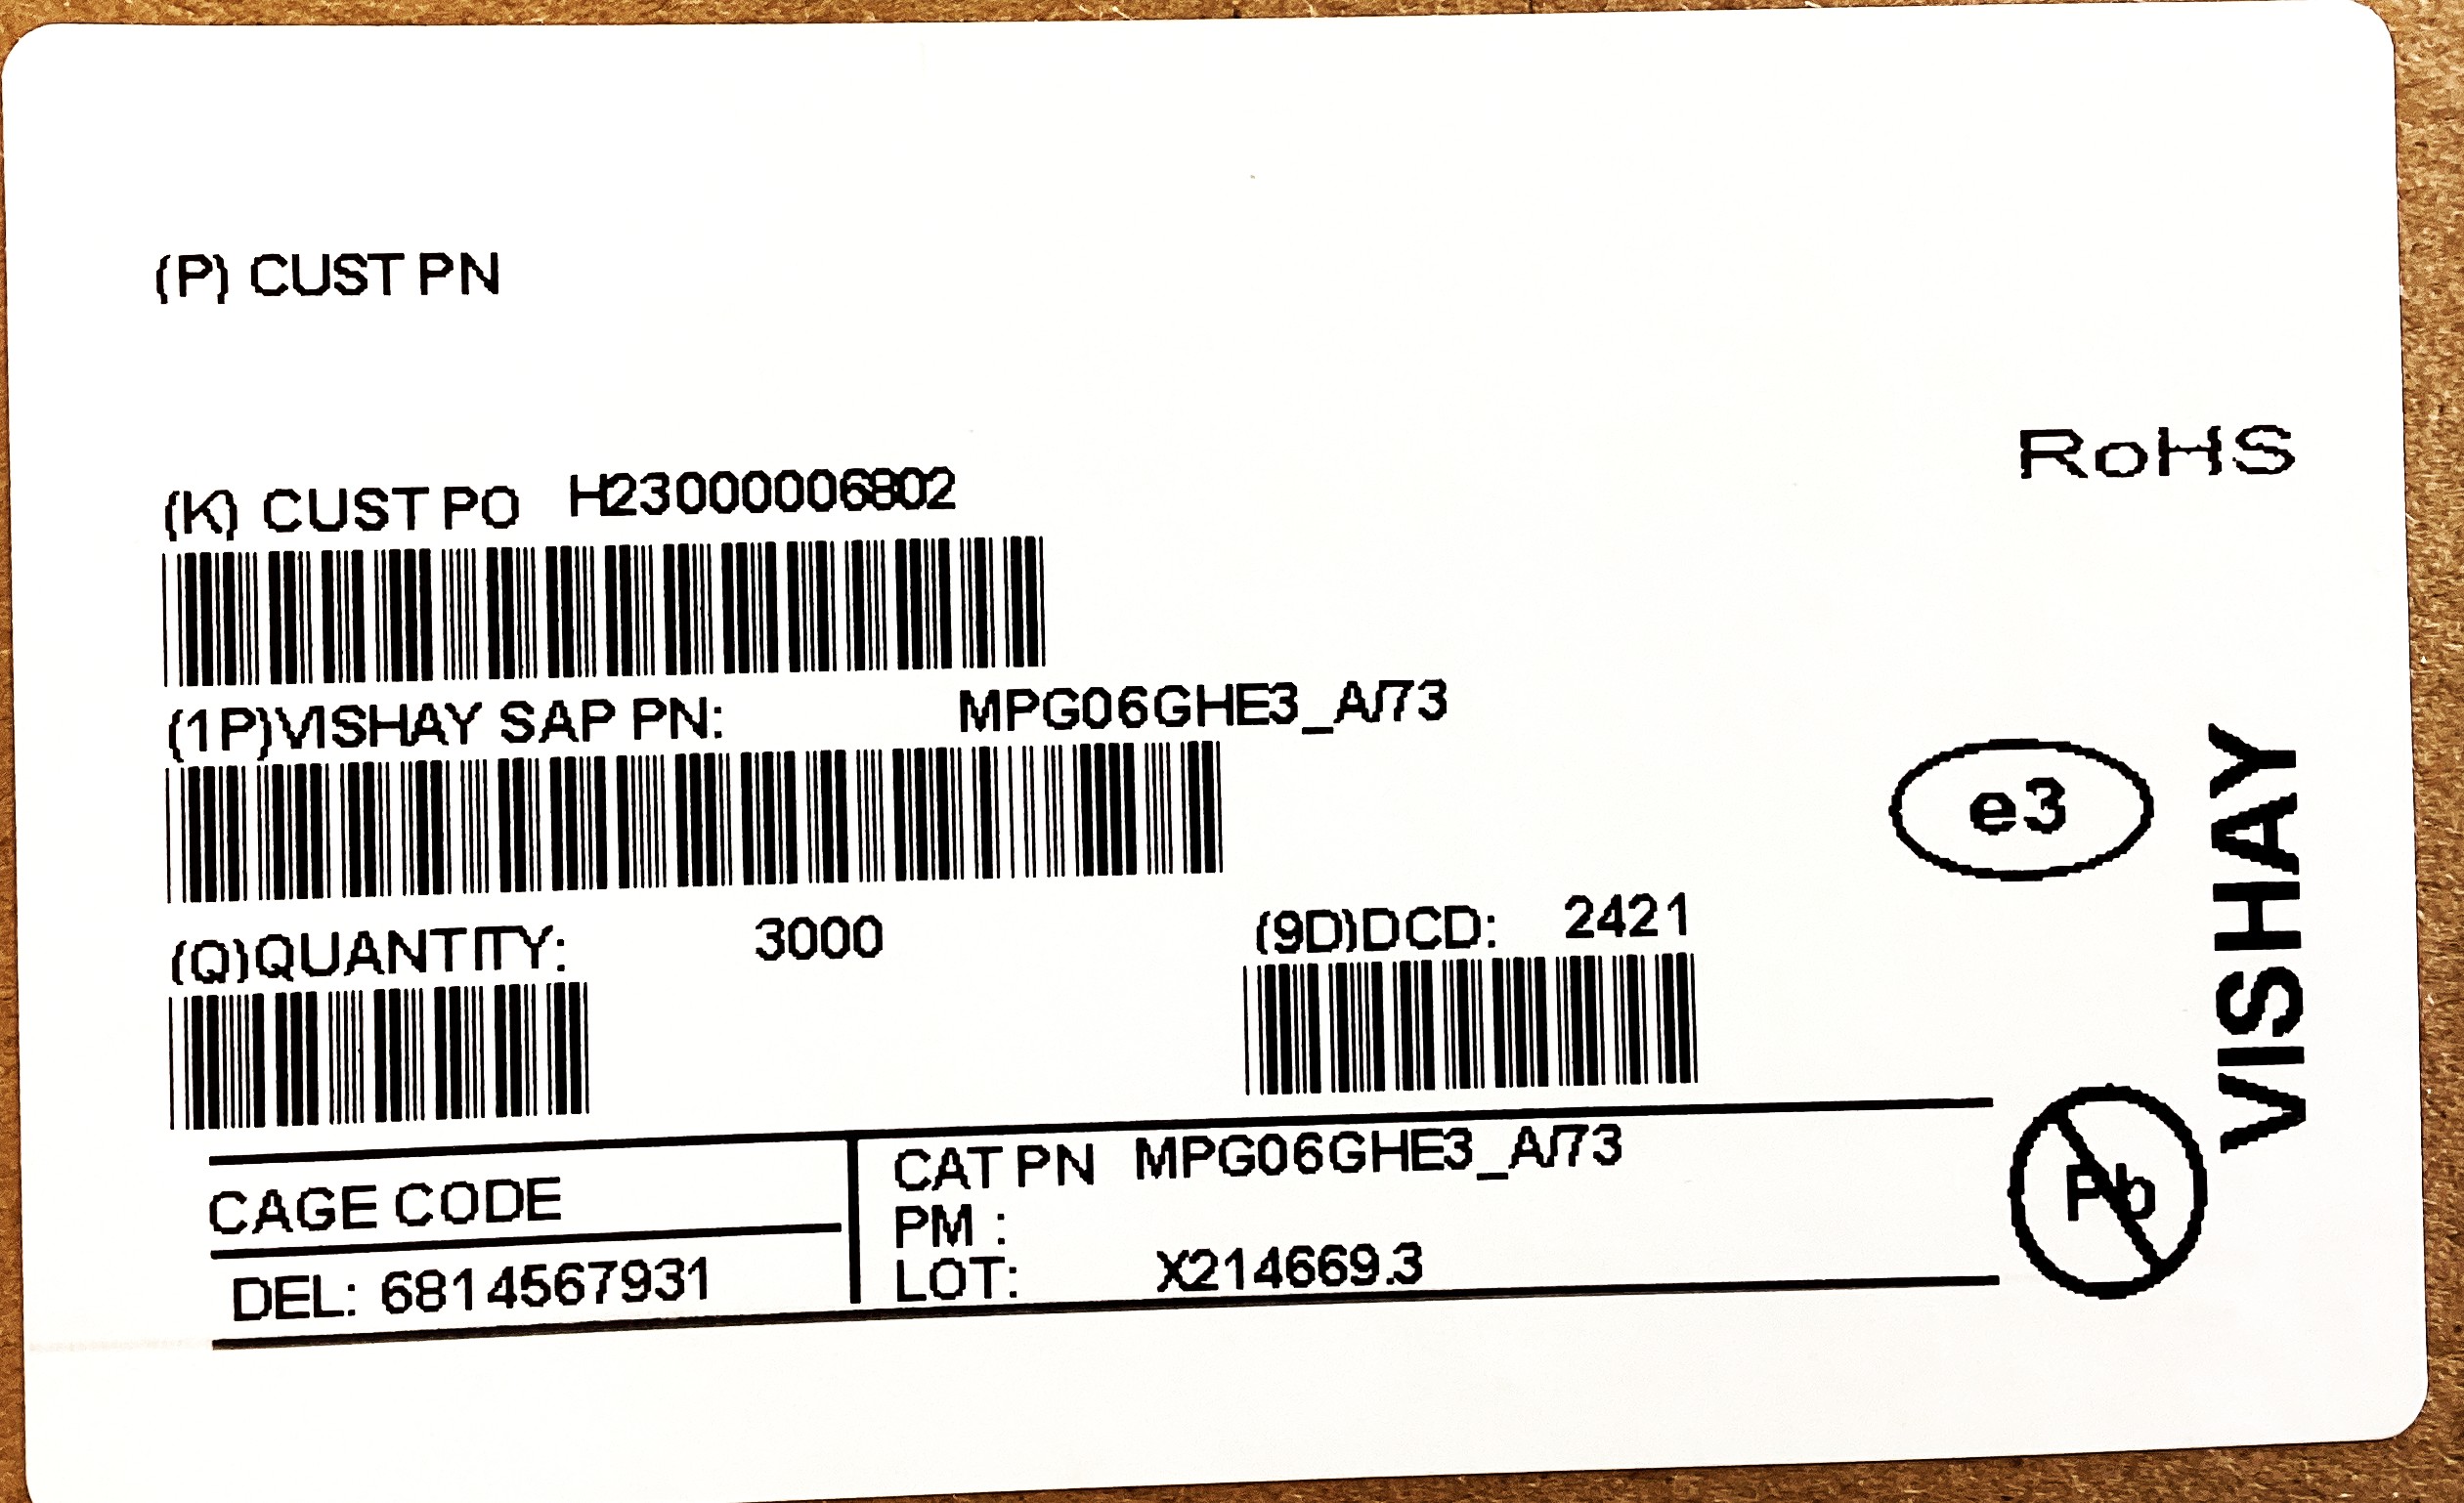 (P) CUST PN
RoHS
(K) CUST PO H23000006802
(1P)VISHAY SAP PN: MPG06GHE3_A/73
e3
VISHAY
(Q)QUANTITY: 3000
(9D)DCD: 2421
CAGE CODE
DEL: 6814567931
CAT PN MPG06GHE3_A/73
PM :
LOT: X214669.3
Pb